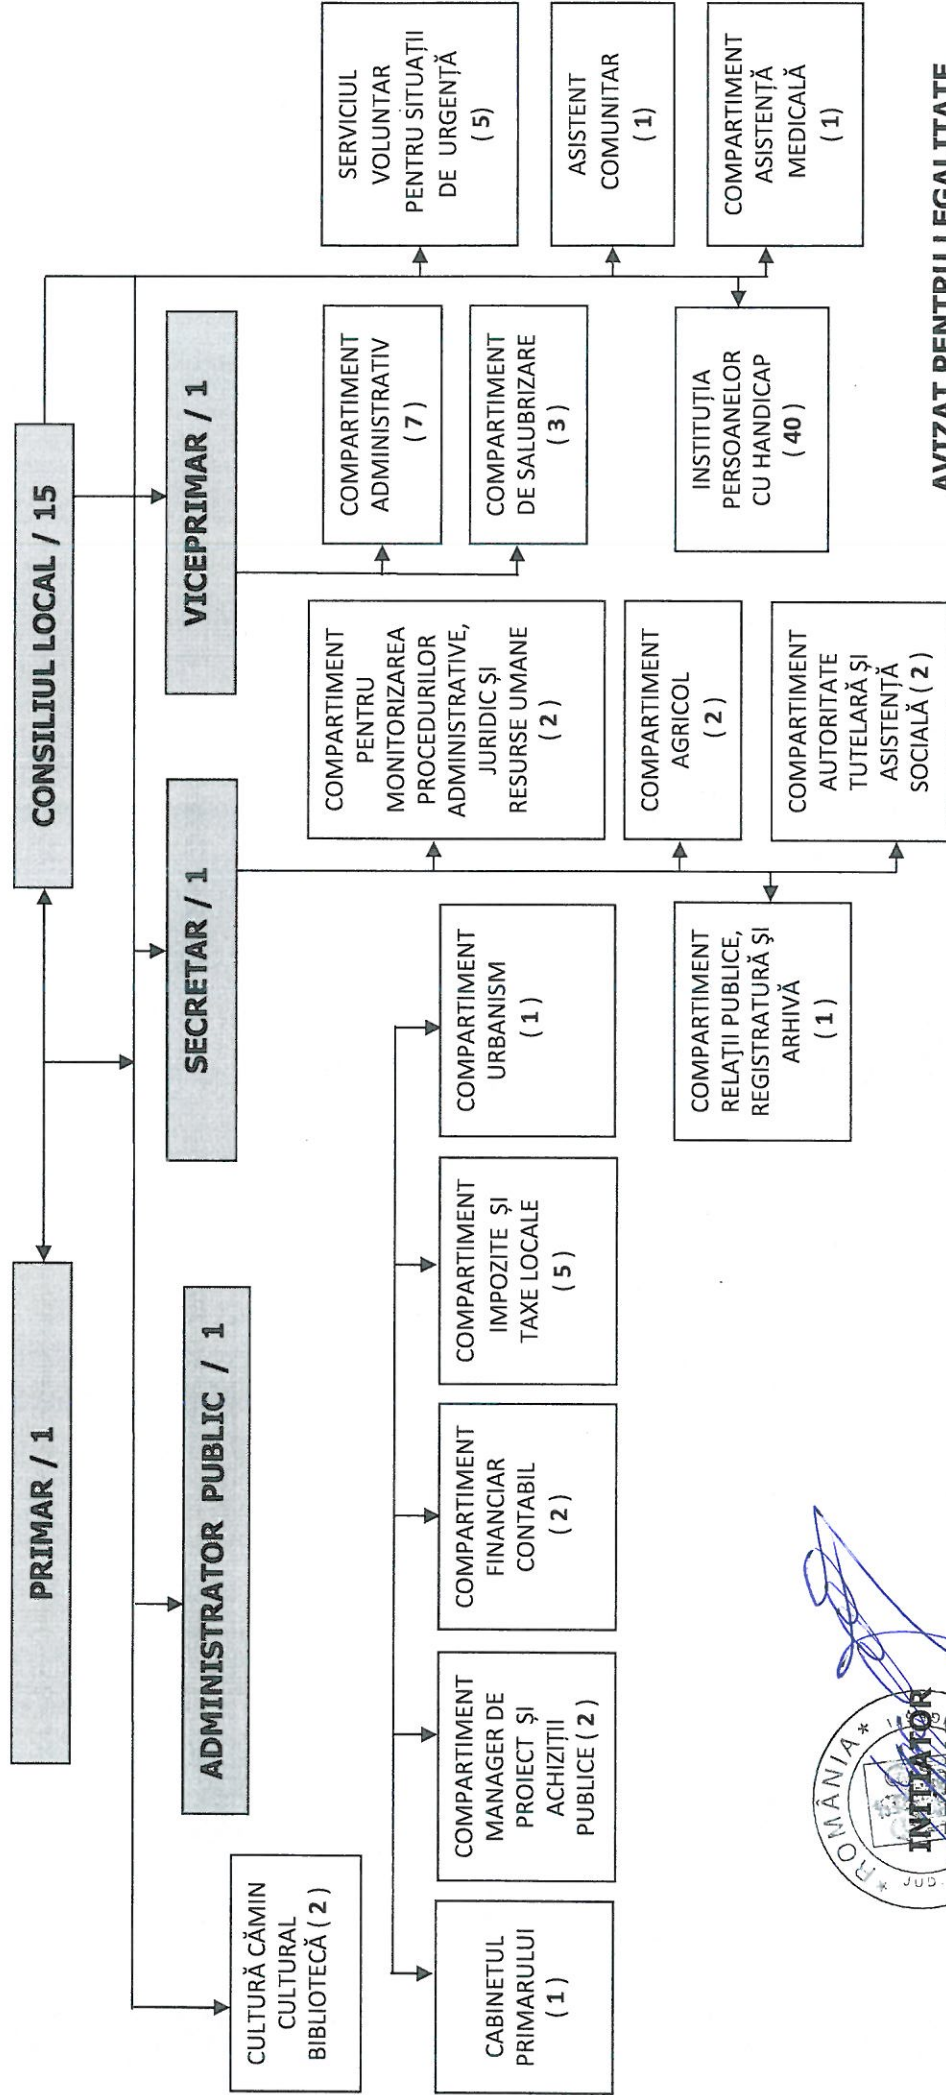 PRIMAR / 1
CONSILIUL LOCAL / 15
ADMINISTRATOR PUBLIC / 1
SECRETAR / 1
VICEPRIMAR / 1
CULTURĂ CĂMIN
CULTURAL
BIBLIOTECĂ ( 2 )
CABINETUL
PRIMARULUI
( 1 )
COMPARTIMENT
MANAGER DE
PROIECT ȘI
ACHIZIȚII
PUBLICE ( 2 )
COMPARTIMENT
FINANCIAR
CONTABIL
( 2 )
COMPARTIMENT
IMPOZITE ȘI
TAXE LOCALE
( 5 )
COMPARTIMENT
URBANISM
( 1 )
COMPARTIMENT
PENTRU
MONITORIZAREA
PROCEDURILOR
ADMINISTRATIVE,
JURIDIC ȘI
RESURSE UMANE
( 2 )
COMPARTIMENT
AGRICOL
( 2 )
COMPARTIMENT
RELAŢII PUBLICE,
REGISTRATURĂ ŞI
ARHIVĂ
( 1 )
COMPARTIMENT
AUTORITATE
TUTELARĂ ȘI
ASISTENȚĂ
SOCIALĂ ( 2 )
COMPARTIMENT
ADMINISTRATIV
( 7 )
COMPARTIMENT
DE SALUBRIZARE
( 3 )
INSTITUȚIA
PERSOANELOR
CU HANDICAP
( 40 )
SERVICIUL
VOLUNTAR
PENTRU SITUAȚII
DE URGENȚĂ
( 5 )
ASISTENT
COMUNITAR
( 1 )
COMPARTIMENT
ASISTENȚĂ
MEDICALĂ
( 1 )
* ROMÂNIA *
JUD.
INIȚIATOR
AVIZAT PENTRU LEGALITATE